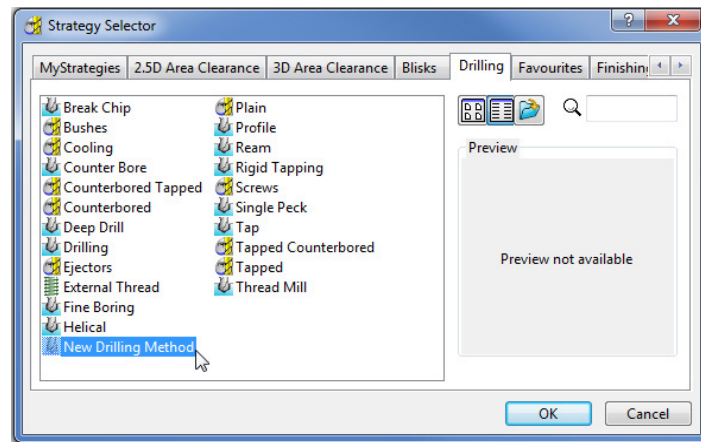 Strategy Selector
MyStrategies 2.5D Area Clearance 3D Area Clearance Blisks Drilling Favourites Finishing
Break Chip
Bushes
Cooling
Counter Bore
Counterbored Tapped
Counterbored
Deep Drill
Drilling
Ejectors
External Thread
Fine Boring
Helical
New Drilling Method
Plain
Profile
Ream
Rigid Tapping
Screws
Single Peck
Tap
Tapped Counterbored
Tapped
Thread Mill
Preview
Preview not available
OK Cancel